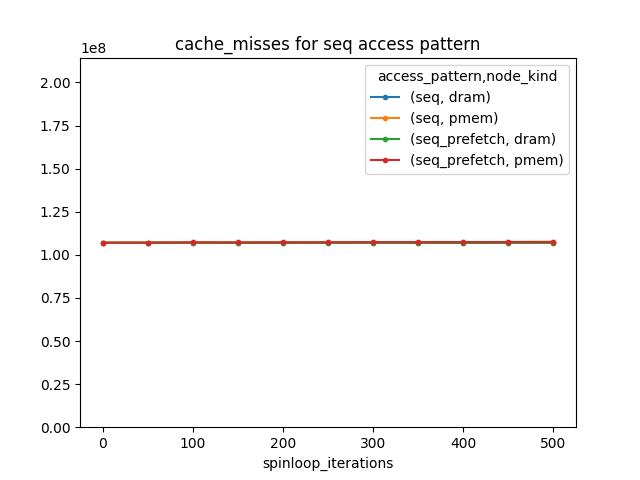 cache_misses for seq access pattern
1e8
access_pattern,node_kind
(seq, dram)
(seq, pmem)
(seq_prefetch, dram)
(seq_prefetch, pmem)
2.00
1.75
1.50
1.25
1.00
0.75
0.50
0.25
0.00
0 100 200 300 400 500
spinloop_iterations